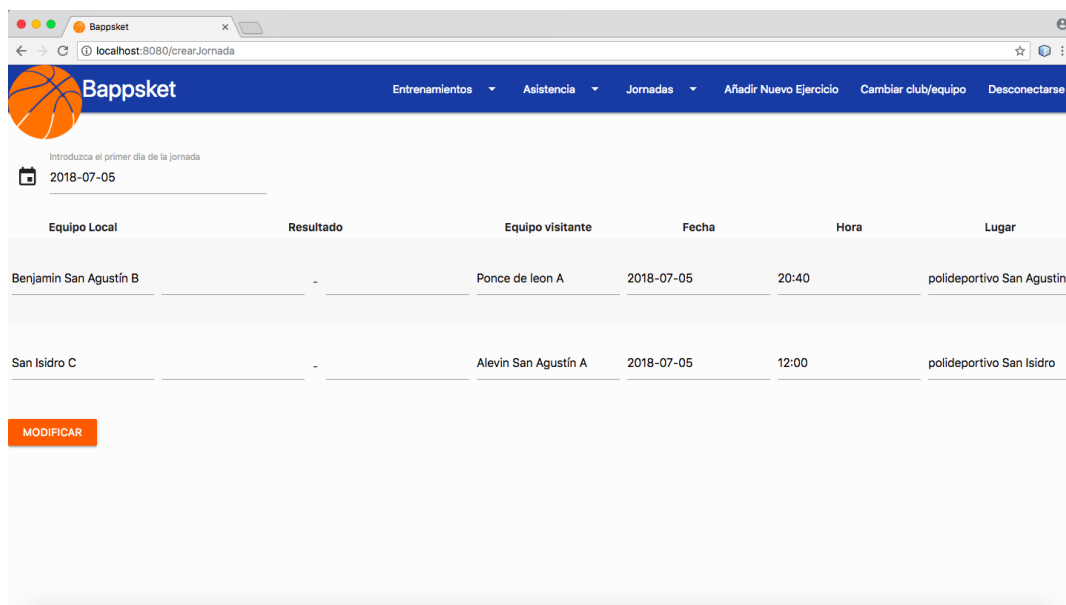 Bappsket
localhost:8080/crearJornada
Bappsket Entrenamientos Asistencia Jornadas Añadir Nuevo Ejercicio Cambiar club/equipo Desconectarse
Introduzca el primer día de la jornada
2018-07-05
Equipo Local Resultado Equipo visitante Fecha Hora Lugar
Benjamin San Agustín B - Ponce de leon A 2018-07-05 20:40 polideportivo San Agustin
San Isidro C - Alevin San Agustín A 2018-07-05 12:00 polideportivo San Isidro
MODIFICAR